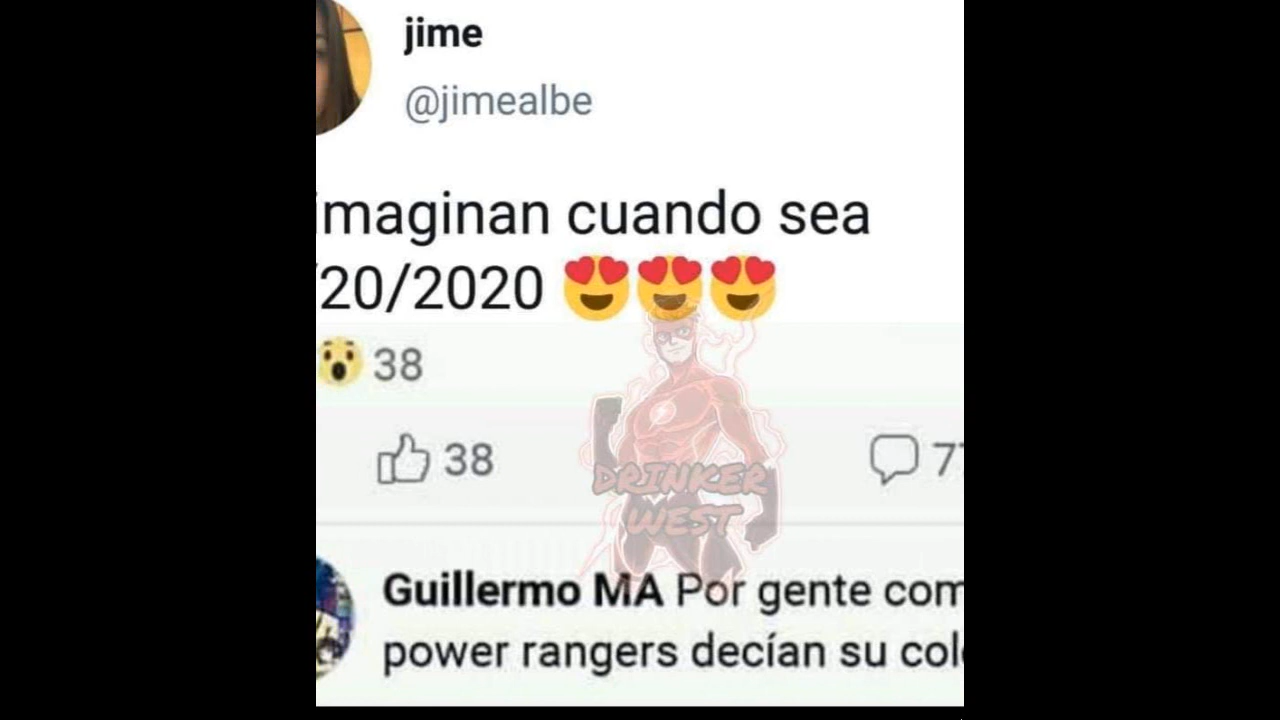 jime
@jimealbe
imaginan cuando sea
/20/2020 😍😍😍
38
38
DRINKER
WEST
Guillermo MA Por gente com
power rangers decían su col